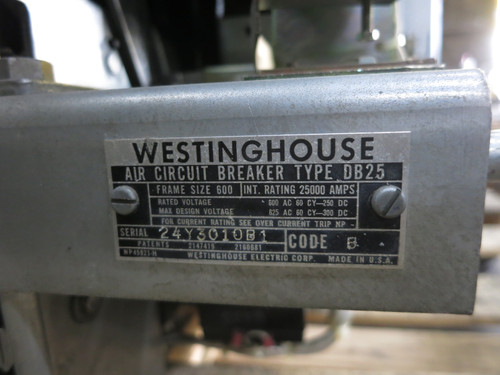 WESTINGHOUSE
AIR CIRCUIT BREAKER TYPE DB25
FRAME SIZE 600 INT. RATING 25000 AMPS
RATED VOLTAGE 600 AC 60 CY-250 DC
MAX DESIGN VOLTAGE 625 AC 60 CY-300 DC
FOR CURRENT RATING SEE OVER CURRENT TRIP NP -
SERIAL 24Y3010B1 CODE B
PATENTS 2160881
WESTINGHOUSE ELECTRIC CORP. MADE IN U.S.A.